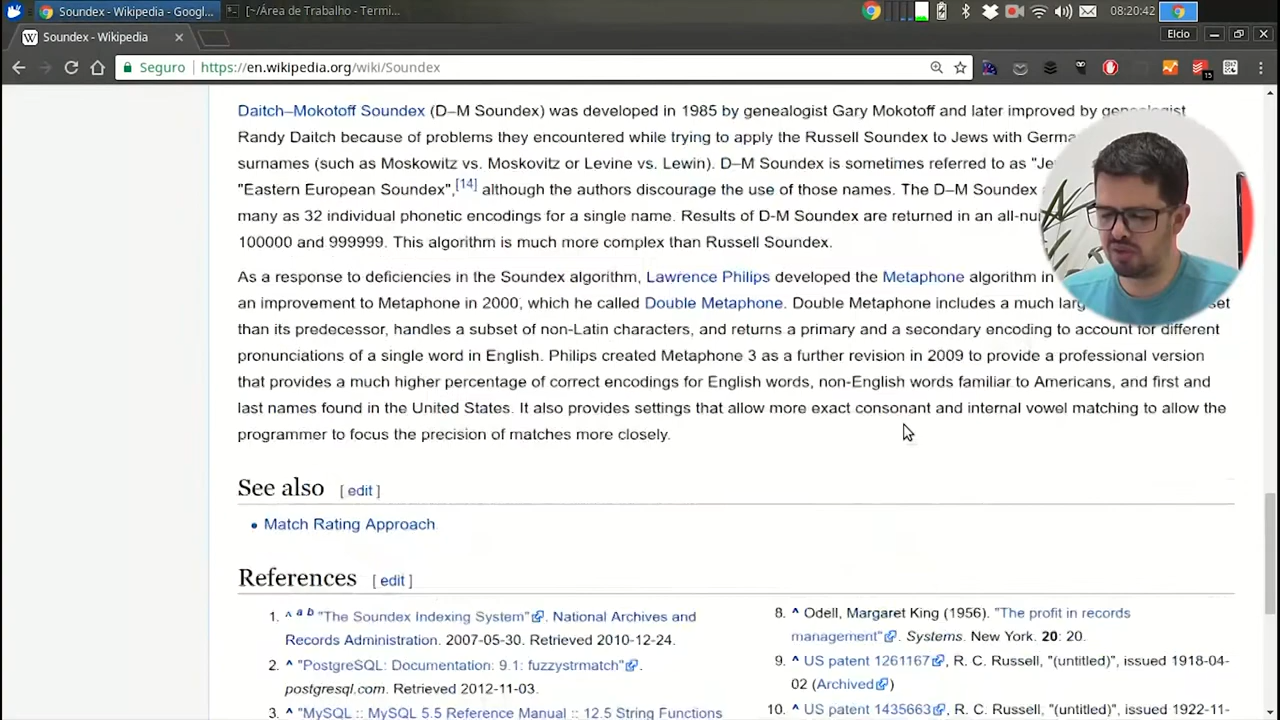 Soundex - Wikipedia - Googl...
[~/Área de Trabalho - Termi...
08:20:42
Soundex - Wikipedia
Elcio
Seguro
https://en.wikipedia.org/wiki/Soundex
15
Daitch–Mokotoff Soundex (D–M Soundex) was developed in 1985 by genealogist Gary Mokotoff and later improved by genealogist
Randy Daitch because of problems they encountered while trying to apply the Russell Soundex to Jews with Germa
surnames (such as Moskowitz vs. Moskovitz or Levine vs. Lewin). D–M Soundex is sometimes referred to as "Je
"Eastern European Soundex",[14] although the authors discourage the use of those names. The D–M Soundex
many as 32 individual phonetic encodings for a single name. Results of D-M Soundex are returned in an all-nu
100000 and 999999. This algorithm is much more complex than Russell Soundex.
As a response to deficiencies in the Soundex algorithm, Lawrence Philips developed the Metaphone algorithm in
an improvement to Metaphone in 2000, which he called Double Metaphone. Double Metaphone includes a much larg set
than its predecessor, handles a subset of non-Latin characters, and returns a primary and a secondary encoding to account for different
pronunciations of a single word in English. Philips created Metaphone 3 as a further revision in 2009 to provide a professional version
that provides a much higher percentage of correct encodings for English words, non-English words familiar to Americans, and first and
last names found in the United States. It also provides settings that allow more exact consonant and internal vowel matching to allow the
programmer to focus the precision of matches more closely.
See also [ edit ]
• Match Rating Approach
References [ edit ]
1. ^ a b "The Soundex Indexing System". National Archives and
Records Administration. 2007-05-30. Retrieved 2010-12-24.
2. ^ "PostgreSQL: Documentation: 9.1: fuzzystrmatch".
postgresql.com. Retrieved 2012-11-03.
3. ^ "MySQL :: MySQL 5.5 Reference Manual :: 12.5 String Functions
8. ^ Odell, Margaret King (1956). "The profit in records
management". Systems. New York. 20: 20.
9. ^ US patent 1261167, R. C. Russell, "(untitled)", issued 1918-04-
02 (Archived)
10. ^ US patent 1435663, R. C. Russell, "(untitled)", issued 1922-11-